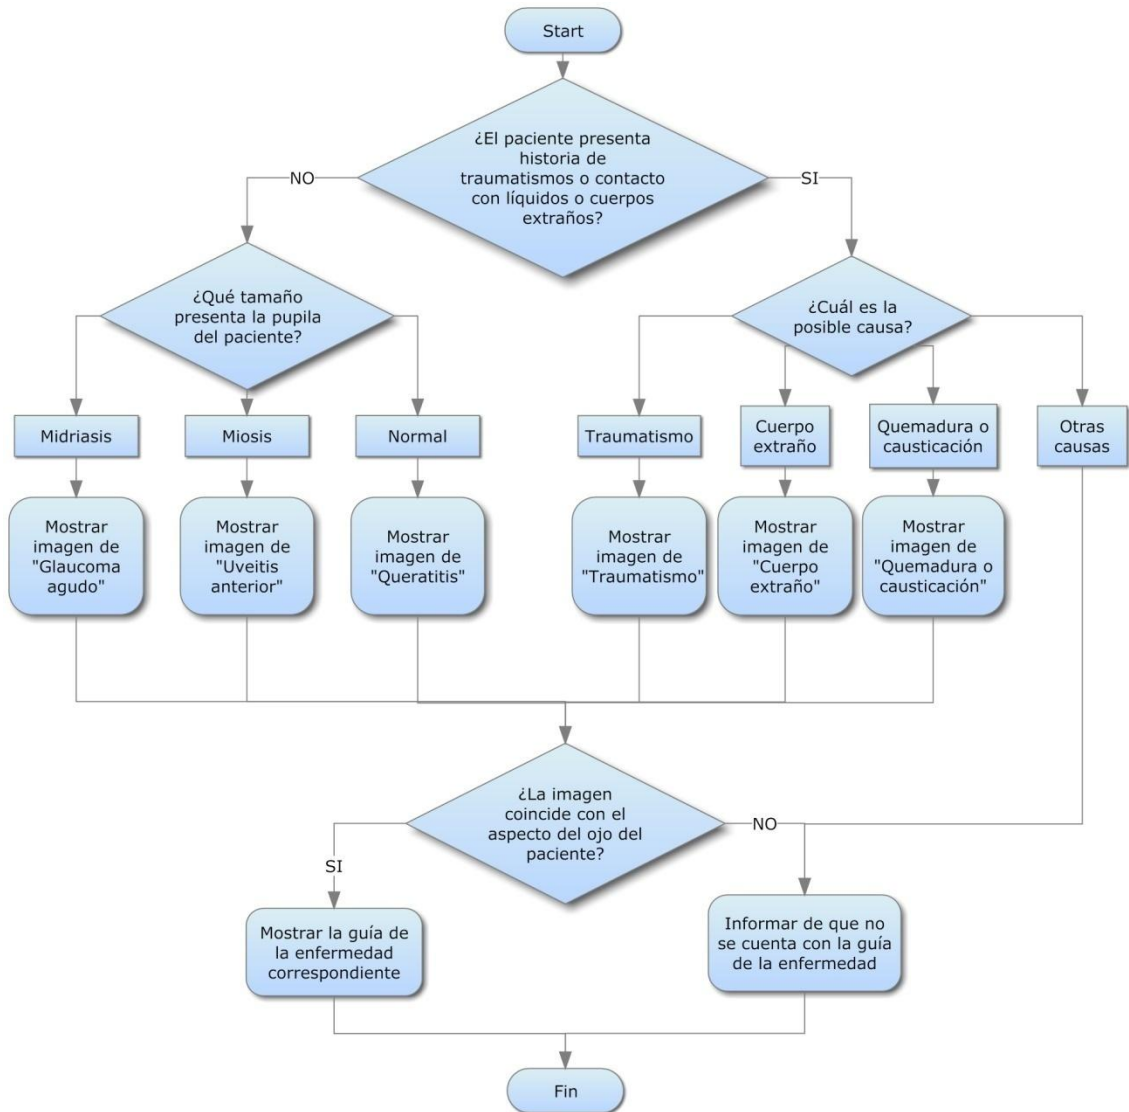 Start
¿El paciente presenta
historia de
traumatismos o contacto
con líquidos o cuerpos
extraños?
NO
SI
¿Qué tamaño
presenta la pupila
del paciente?
¿Cuál es la
posible causa?
Midriasis
Miosis
Normal
Traumatismo
Cuerpo
extraño
Quemadura o
causticación
Otras
causas
Mostrar
imagen de
"Glaucoma
agudo"
Mostrar
imagen de
"Uveitis
anterior"
Mostrar
imagen de
"Queratitis"
Mostrar
imagen de
"Traumatismo"
Mostrar
imagen de
"Cuerpo
extraño"
Mostrar
imagen de
"Quemadura o
causticación"
¿La imagen
coincide con el
aspecto del ojo del
paciente?
SI
NO
Mostrar la guía de
la enfermedad
correspondiente
Informar de que no
se cuenta con la guía
de la enfermedad
Fin